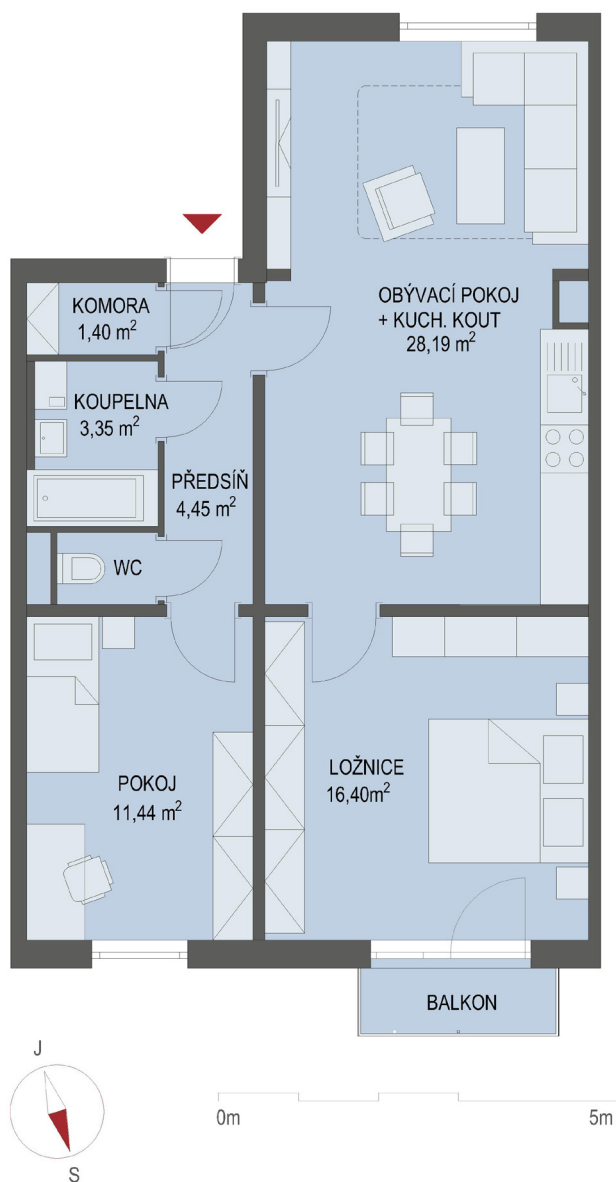 KOMORA
1,40 m²
OBÝVACÍ POKOJ
+ KUCH. KOUT
28,19 m²
KOUPELNA
3,35 m²
PŘEDSÍŇ
4,45 m²
WC
POKOJ
11,44 m²
LOŽNICE
16,40m²
BALKON
J
S
0m
5m